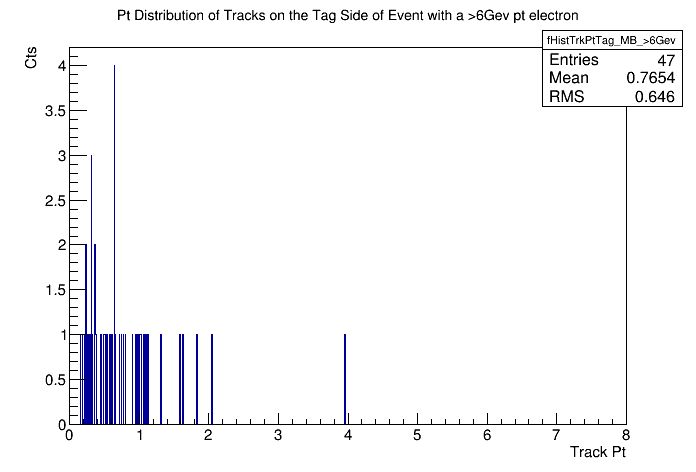 Pt Distribution of Tracks on the Tag Side of Event with a >6Gev pt electron
fHistTrkPtTag_MB_>6Gev
Entries 47
Mean 0.7654
RMS 0.646
Cts
4
3.5
3
2.5
2
1.5
1
0.5
0
0 1 2 3 4 5 6 7 8
Track Pt